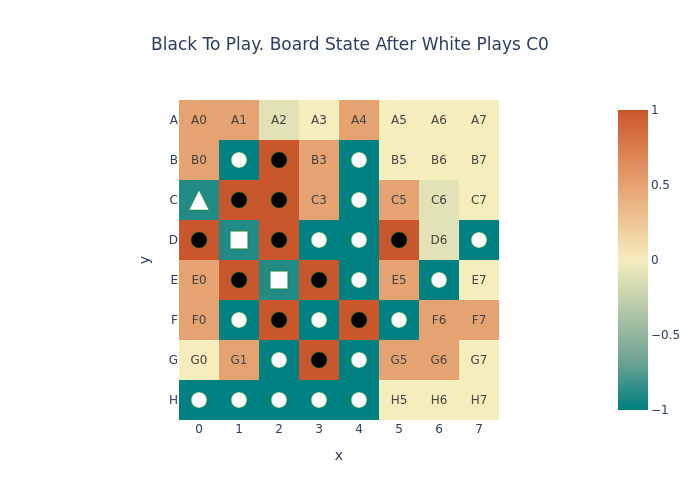 Black To Play. Board State After White Plays C0
A A0 A1 A2 A3 A4 A5 A6 A7 1
B B0 B3 B5 B6 B7
0.5
C C3 C5 C6 C7
D D6
y 0
E E0 E5 E7
F F0 F6 F7
−0.5
G G0 G1 G5 G6 G7
H H5 H6 H7 −1
0 1 2 3 4 5 6 7
x